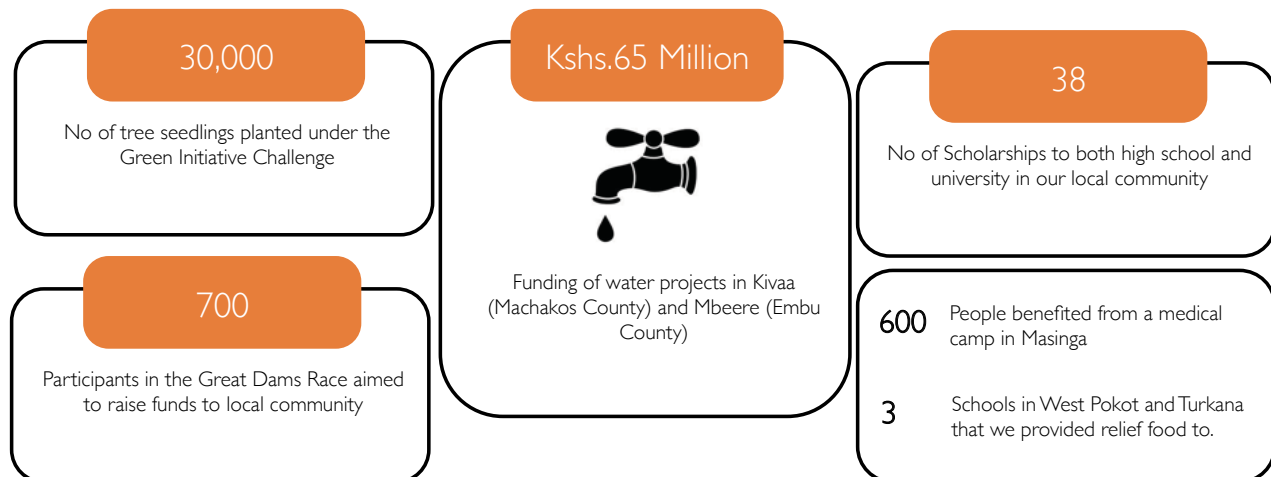 30,000
No of tree seedlings planted under the
Green Initiative Challenge
700
Participants in the Great Dams Race aimed
to raise funds to local community
Kshs.65 Million
Funding of water projects in Kivaa
(Machakos County) and Mbeere (Embu
County)
38
No of Scholarships to both high school and
university in our local community
600 People benefited from a medical
camp in Masinga
3 Schools in West Pokot and Turkana
that we provided relief food to.